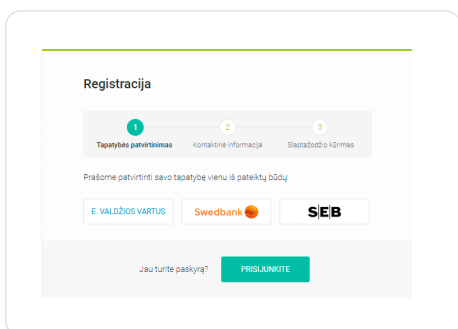 Registracija
1 2 3
Tapatybės patvirtinimas Kontaktinė informacija Slaptažodžio kūrimas
Prašome patvirtinti savo tapatybę vienu iš pateiktų būdų:
E. VALDŽIOS VARTUS Swedbank SEB
Jau turite paskyrą? PRISIJUNKITE